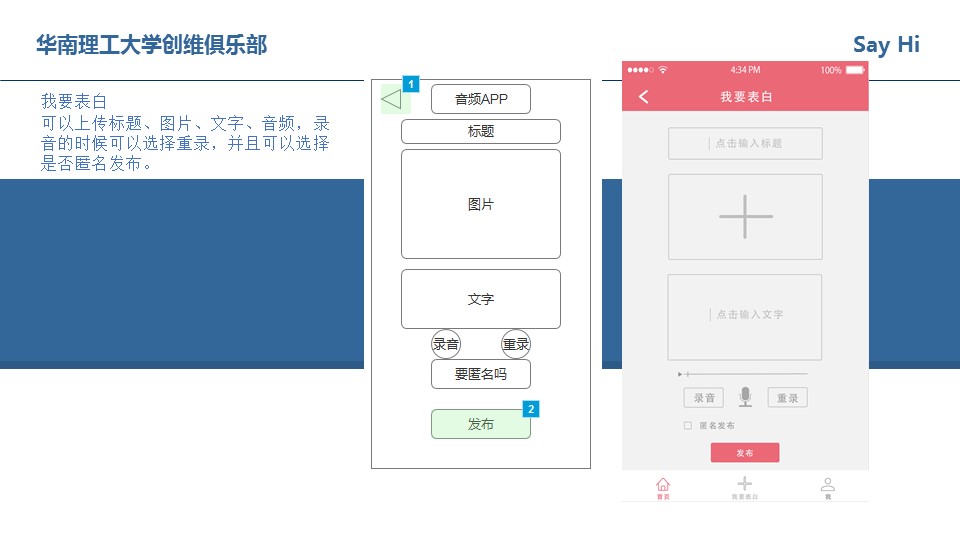 华南理工大学创维俱乐部
Say Hi
我要表白
可以上传标题、图片、文字、音频，录
音的时候可以选择重录，并且可以选择
是否匿名发布。
1
音频APP
标题
图片
文字
录音
重录
要匿名吗
2
发布
4:34 PM
100%
我要表白
点击输入标题
点击输入文字
录音
重录
匿名发布
发布
首页
我要表白
我